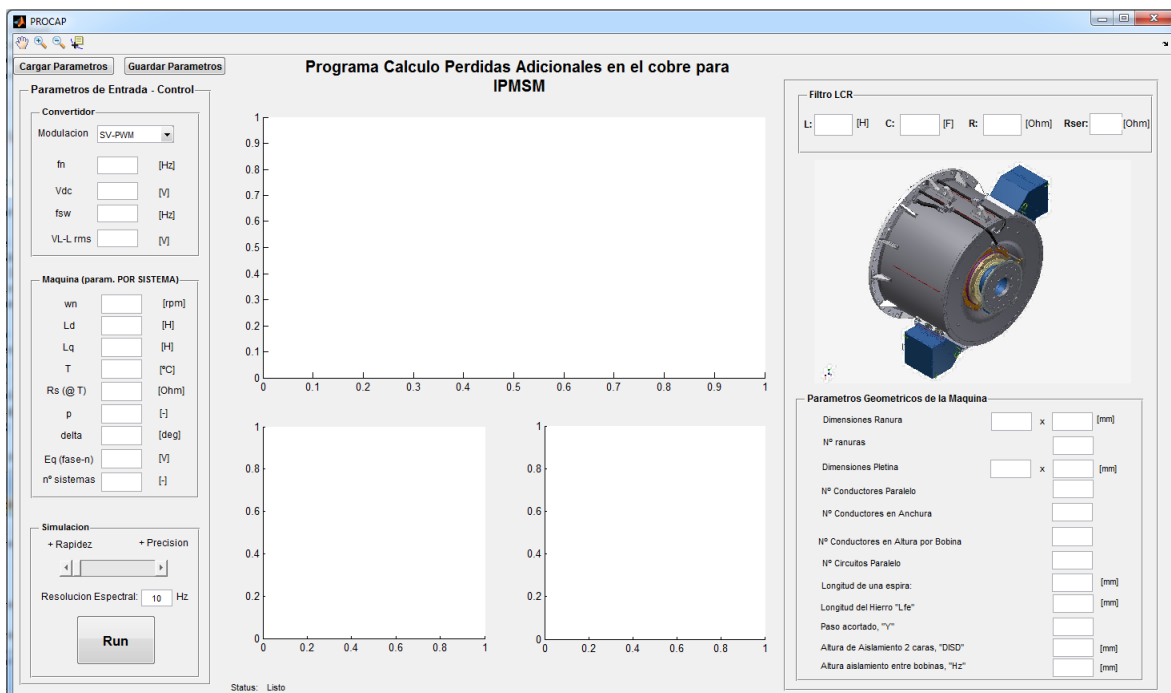 PROCAP
Cargar Parametros
Guardar Parametros
Programa Calculo Perdidas Adicionales en el cobre para
IPMSM
Parametros de Entrada - Control
Convertidor
Modulacion SV-PWM
fn [Hz]
Vdc [V]
fsw [Hz]
VL-L rms [V]
Maquina (param. POR SISTEMA)
wn [rpm]
Ld [H]
Lq [H]
T [ºC]
Rs (@ T) [Ohm]
p [-]
delta [deg]
Eq (fase-n) [V]
nº sistemas [-]
Simulacion
+ Rapidez + Precision
Resolucion Espectral: 10 Hz
Run
1
0.9
0.8
0.7
0.6
0.5
0.4
0.3
0.2
0.1
0
0 0.1 0.2 0.3 0.4 0.5 0.6 0.7 0.8 0.9 1
1
0.8
0.6
0.4
0.2
0
0 0.2 0.4 0.6 0.8 1
1
0.8
0.6
0.4
0.2
0
0 0.2 0.4 0.6 0.8 1
Status: Listo
Filtro LCR
L: [H] C: [F] R: [Ohm] Rser: [Ohm]
Parametros Geometricos de la Maquina
Dimensiones Ranura x [mm]
Nº ranuras
Dimensiones Pletina x [mm]
Nº Conductores Paralelo
Nº Conductores en Anchura
Nº Conductores en Altura por Bobina
Nº Circuitos Paralelo
Longitud de una espira: [mm]
Longitud del Hierro "Lfe" [mm]
Paso acortado, "Y"
Altura de Aislamiento 2 caras, "DISD" [mm]
Altura aislamiento entre bobinas, "Hz" [mm]